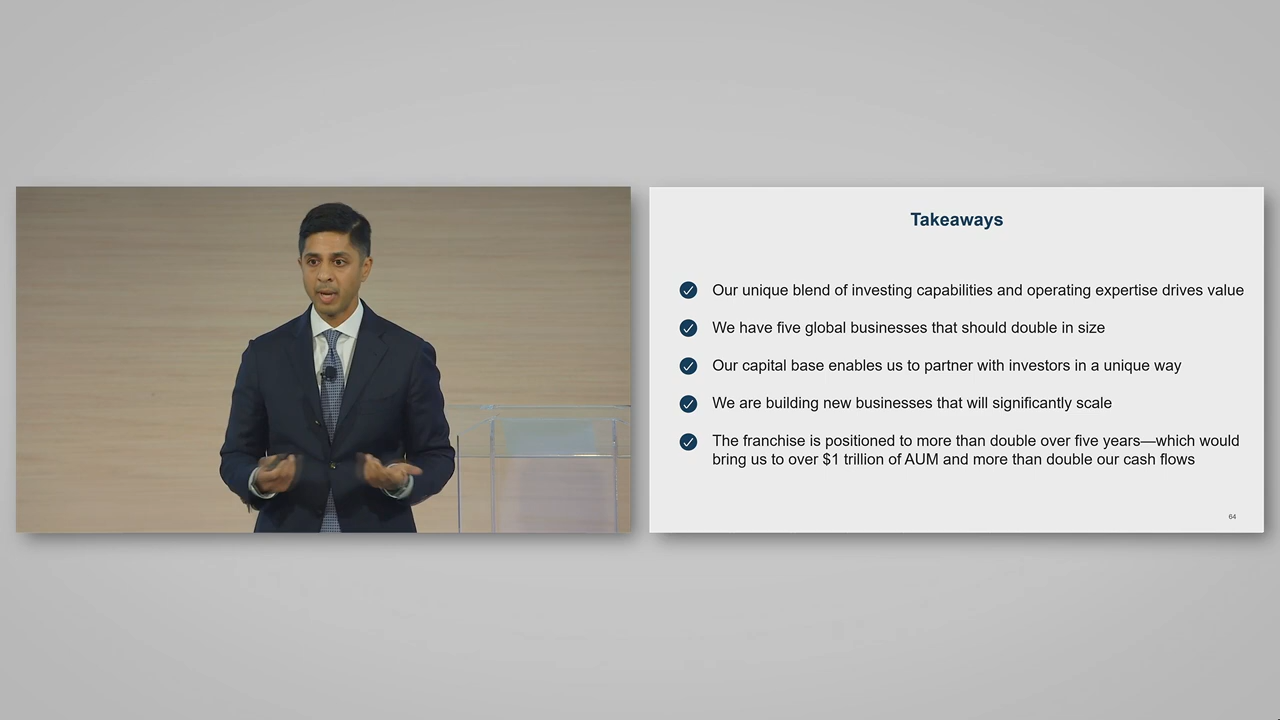 Takeaways
Our unique blend of investing capabilities and operating expertise drives value
We have five global businesses that should double in size
Our capital base enables us to partner with investors in a unique way
We are building new businesses that will significantly scale
The franchise is positioned to more than double over five years—which would
bring us to over $1 trillion of AUM and more than double our cash flows
64